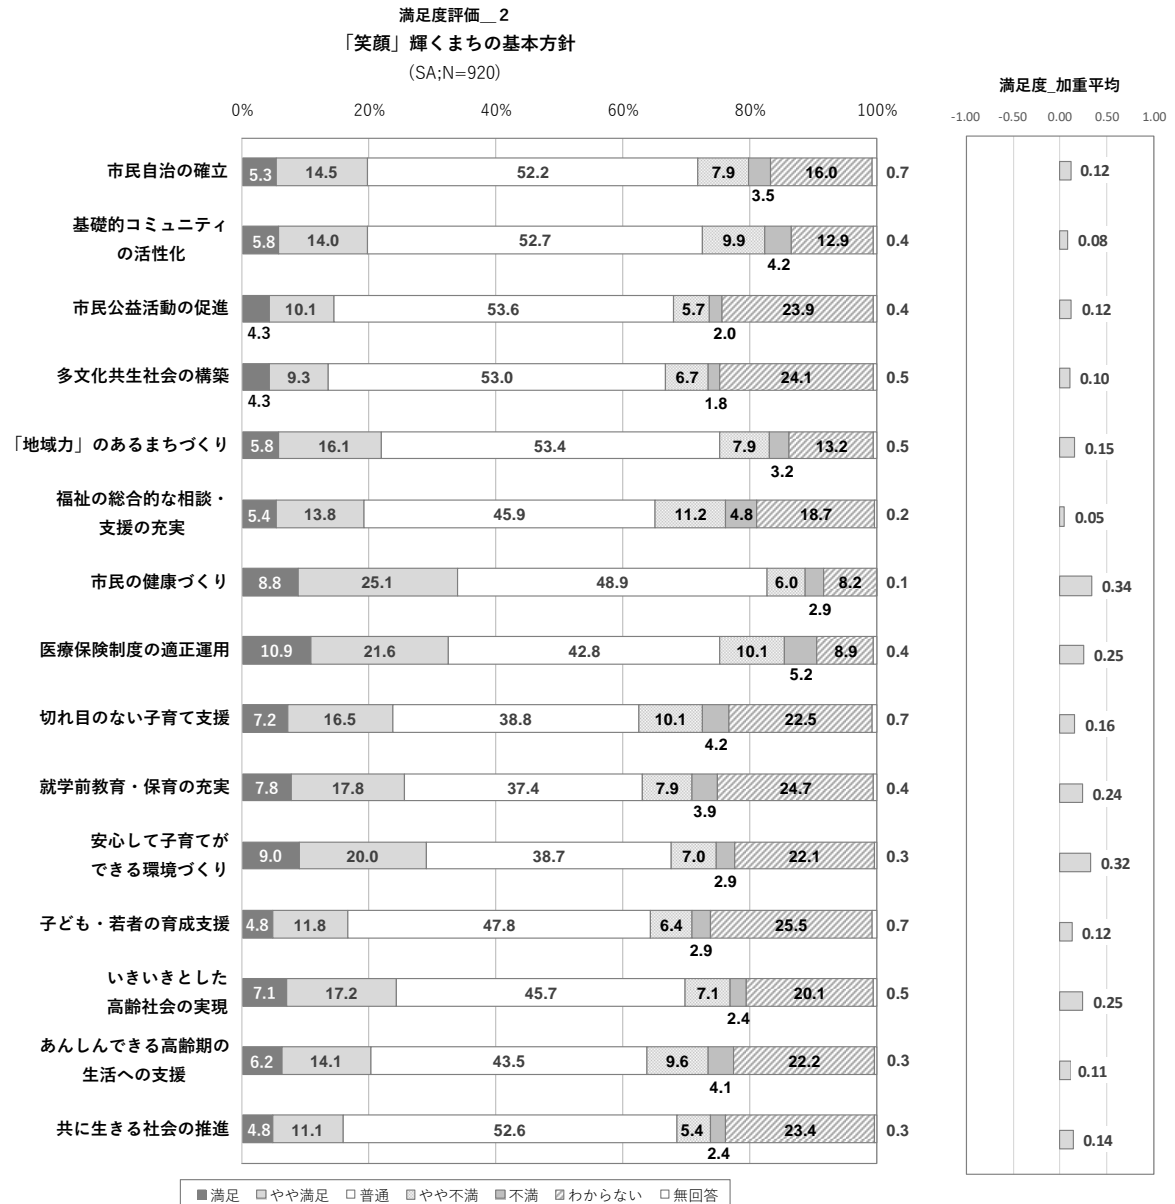 満足度評価__２
「笑顔」輝くまちの基本方針
(SA;N=920)
満足度_加重平均
0% 20% 40% 60% 80% 100%
-1.00 -0.50 0.00 0.50 1.00
市民自治の確立 5.3 14.5 52.2 7.9 3.5 16.0 0.7 0.12
基礎的コミュニティ
の活性化 5.8 14.0 52.7 9.9 4.2 12.9 0.4 0.08
市民公益活動の促進 4.3 10.1 53.6 5.7 2.0 23.9 0.4 0.12
多文化共生社会の構築 4.3 9.3 53.0 6.7 1.8 24.1 0.5 0.10
「地域力」のあるまちづくり 5.8 16.1 53.4 7.9 3.2 13.2 0.5 0.15
福祉の総合的な相談・
支援の充実 5.4 13.8 45.9 11.2 4.8 18.7 0.2 0.05
市民の健康づくり 8.8 25.1 48.9 6.0 2.9 8.2 0.1 0.34
医療保険制度の適正運用 10.9 21.6 42.8 10.1 5.2 8.9 0.4 0.25
切れ目のない子育て支援 7.2 16.5 38.8 10.1 4.2 22.5 0.7 0.16
就学前教育・保育の充実 7.8 17.8 37.4 7.9 3.9 24.7 0.4 0.24
安心して子育てが
できる環境づくり 9.0 20.0 38.7 7.0 2.9 22.1 0.3 0.32
子ども・若者の育成支援 4.8 11.8 47.8 6.4 2.9 25.5 0.7 0.12
いきいきとした
高齢社会の実現 7.1 17.2 45.7 7.1 2.4 20.1 0.5 0.25
あんしんできる高齢期の
生活への支援 6.2 14.1 43.5 9.6 4.1 22.2 0.3 0.11
共に生きる社会の推進 4.8 11.1 52.6 5.4 2.4 23.4 0.3 0.14
満足 やや満足 普通 やや不満 不満 わからない 無回答